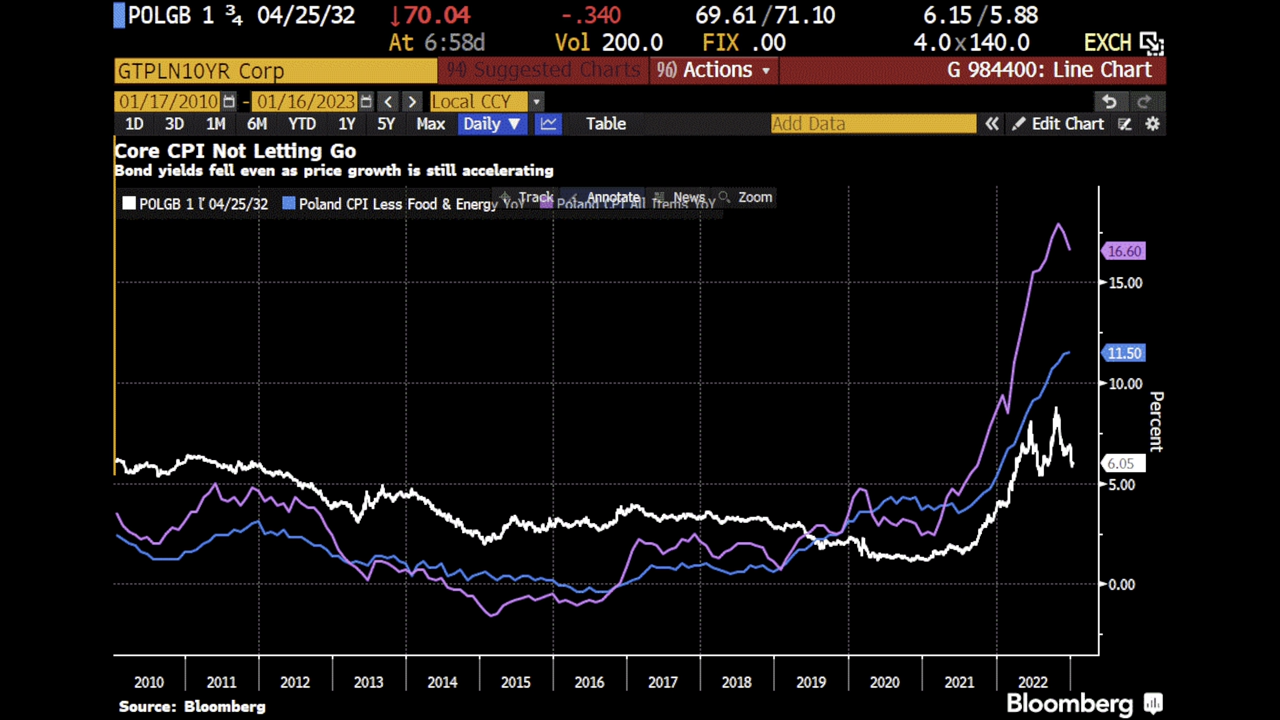 POLGB 1 ¾ 04/25/32 ↓70.04 -.340 69.61/71.10 6.15/5.88
At 6:58d Vol 200.0 FIX .00 4.0x140.0 EXCH
GTPLN10YR Corp 94) Suggested Charts 96) Actions G 984400: Line Chart
01/17/2010 - 01/16/2023 Local CCY
1D 3D 1M 6M YTD 1Y 5Y Max Daily ▼ Table Add Data « Edit Chart
Core CPI Not Letting Go
Bond yields fell even as price growth is still accelerating
Track Annotate News Zoom
POLGB 1 04/25/32 Poland CPI Less Food & Energy YoY Poland CPI All Items YoY
16.60
15.00
11.50
10.00
Percent
6.05
5.00
0.00
2010 2011 2012 2013 2014 2015 2016 2017 2018 2019 2020 2021 2022
Source: Bloomberg
Bloomberg